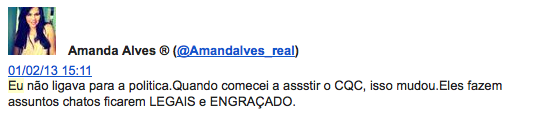 Amanda Alves ® (@Amandalves_real)
01/02/13 15:11
Eu não ligava para a politica.Quando comecei a assstir o CQC, isso mudou.Eles fazem
assuntos chatos ficarem LEGAIS e ENGRAÇADO.